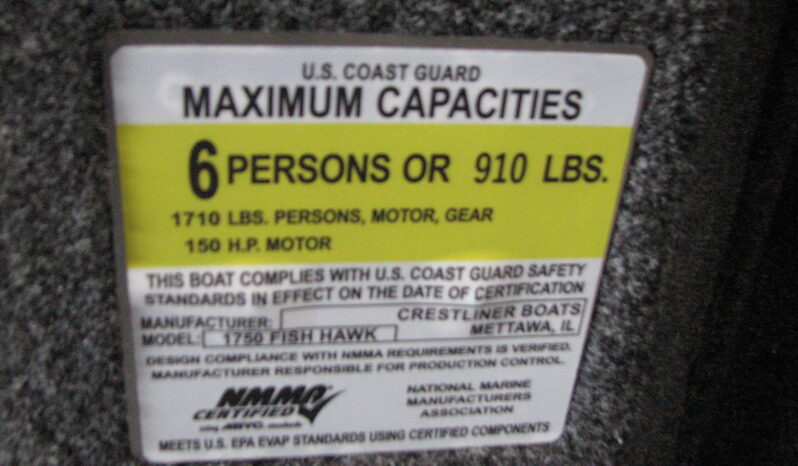 U.S. COAST GUARD
MAXIMUM CAPACITIES
6 PERSONS OR 910 LBS.
1710 LBS. PERSONS, MOTOR, GEAR
150 H.P. MOTOR
THIS BOAT COMPLIES WITH U.S. COAST GUARD SAFETY
STANDARDS IN EFFECT ON THE DATE OF CERTIFICATION
MANUFACTURER: CRESTLINER BOATS
METTAWA, IL
MODEL: 1750 FISH HAWK
DESIGN COMPLIANCE WITH NMMA REQUIREMENTS IS VERIFIED.
MANUFACTURER RESPONSIBLE FOR PRODUCTION CONTROL.
NMMA
CERTIFIED
using ABYC standards
NATIONAL MARINE
MANUFACTURERS
ASSOCIATION
MEETS U.S. EPA EVAP STANDARDS USING CERTIFIED COMPONENTS